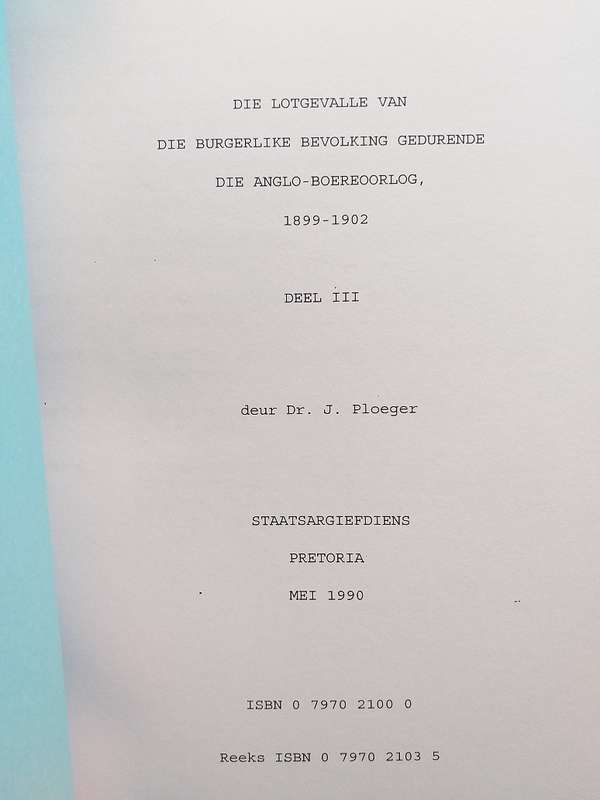 DIE LOTGEVALLE VAN
DIE BURGERLIKE BEVOLKING GEDURENDE
DIE ANGLO-BOEREOORLOG,
1899-1902
DEEL III
deur Dr. J. Ploeger
STAATSARGIEFDIENS
PRETORIA
MEI 1990
ISBN 0 7970 2100 0
Reeks ISBN 0 7970 2103 5